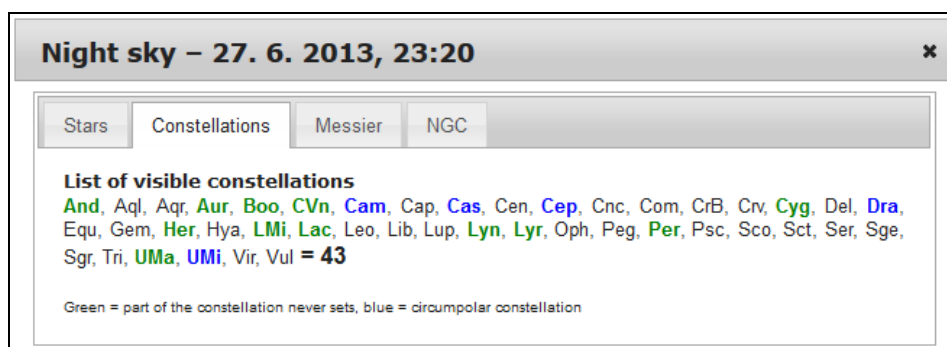 Night sky – 27. 6. 2013, 23:20 ×
Stars Constellations Messier NGC
List of visible constellations
And, Aql, Aqr, Aur, Boo, CVn, Cam, Cap, Cas, Cen, Cep, Cnc, Com, CrB, Crv, Cyg, Del, Dra,
Equ, Gem, Her, Hya, LMi, Lac, Leo, Lib, Lup, Lyn, Lyr, Oph, Peg, Per, Psc, Sco, Sct, Ser, Sge,
Sgr, Tri, UMa, UMi, Vir, Vul = 43
Green = part of the constellation never sets, blue = circumpolar constellation